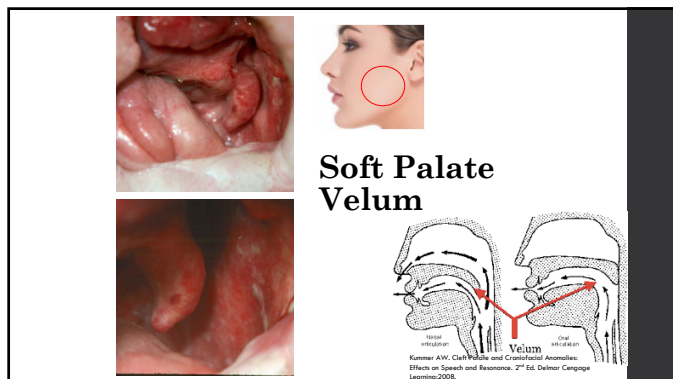 Soft Palate
Velum
Nasal
articulation
Oral
articulation
Velum
Kummer AW. Cleft Palate and Craniofacial Anomalies:
Effects on Speech and Resonance. 2nd Ed. Delmar Cengage
Learning;2008.